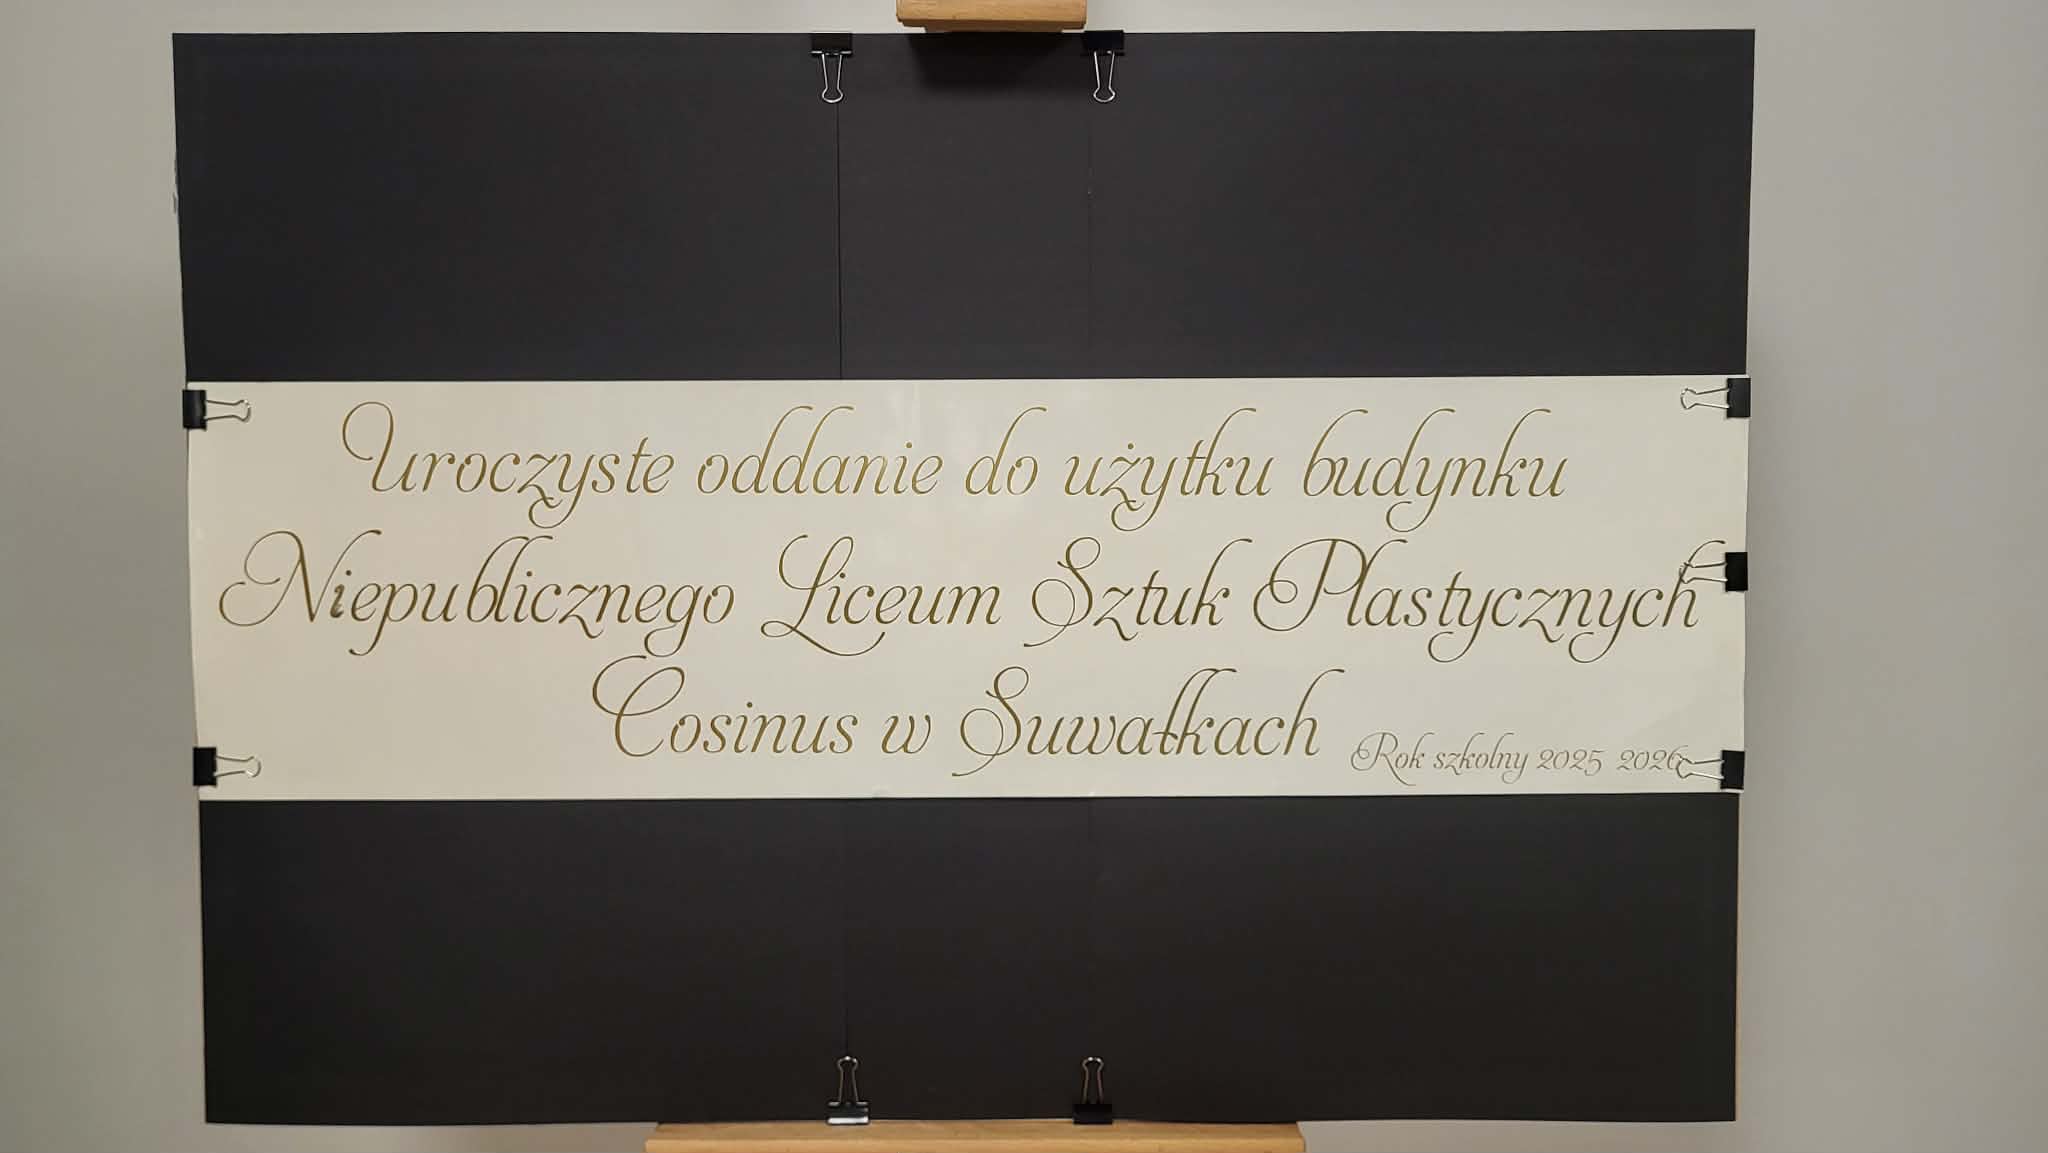 Uroczyste oddanie do użytku budynku
Niepublicznego Liceum Sztuk Plastycznych
Cosinus w Suwałkach
Rok szkolny 2025 2026